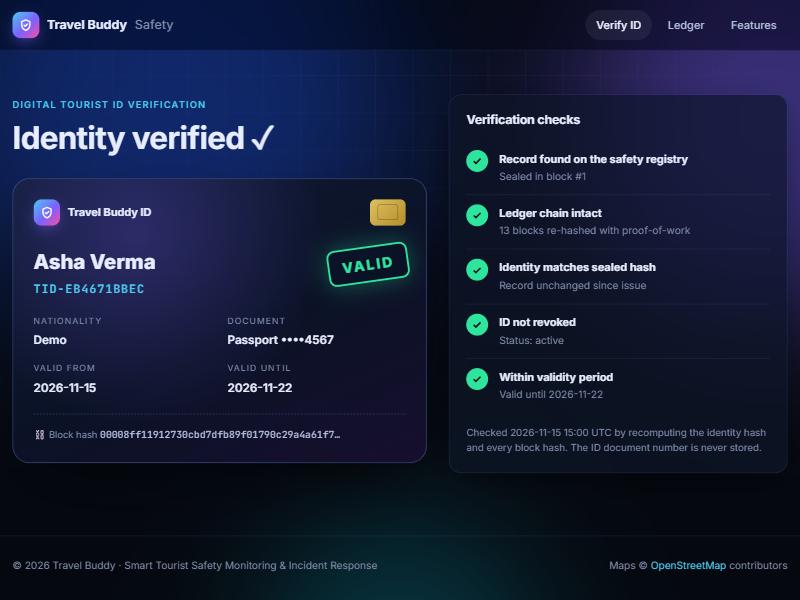 Travel Buddy Safety
Verify ID
Ledger
Features
DIGITAL TOURIST ID VERIFICATION
Identity verified ✓
Travel Buddy ID
Asha Verma
TID-EB4671BBEC
VALID
NATIONALITY
Demo
DOCUMENT
Passport ••••4567
VALID FROM
2026-11-15
VALID UNTIL
2026-11-22
⛓ Block hash 00008ff11912730cbd7dfb89f01790c29a4a61f7…
Verification checks
Record found on the safety registry
Sealed in block #1
Ledger chain intact
13 blocks re-hashed with proof-of-work
Identity matches sealed hash
Record unchanged since issue
ID not revoked
Status: active
Within validity period
Valid until 2026-11-22
Checked 2026-11-15 15:00 UTC by recomputing the identity hash
and every block hash. The ID document number is never stored.
© 2026 Travel Buddy · Smart Tourist Safety Monitoring & Incident Response
Maps © OpenStreetMap contributors